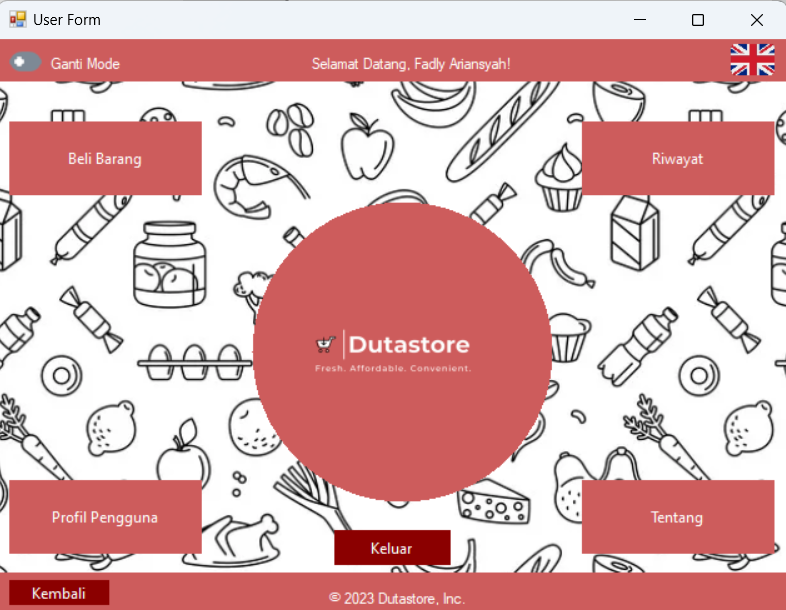 User Form
Ganti Mode
Selamat Datang, Fadly Ariansyah!
Beli Barang
Riwayat
Dutastore
Fresh. Affordable. Convenient.
Profil Pengguna
Tentang
Keluar
Kembali
© 2023 Dutastore, Inc.